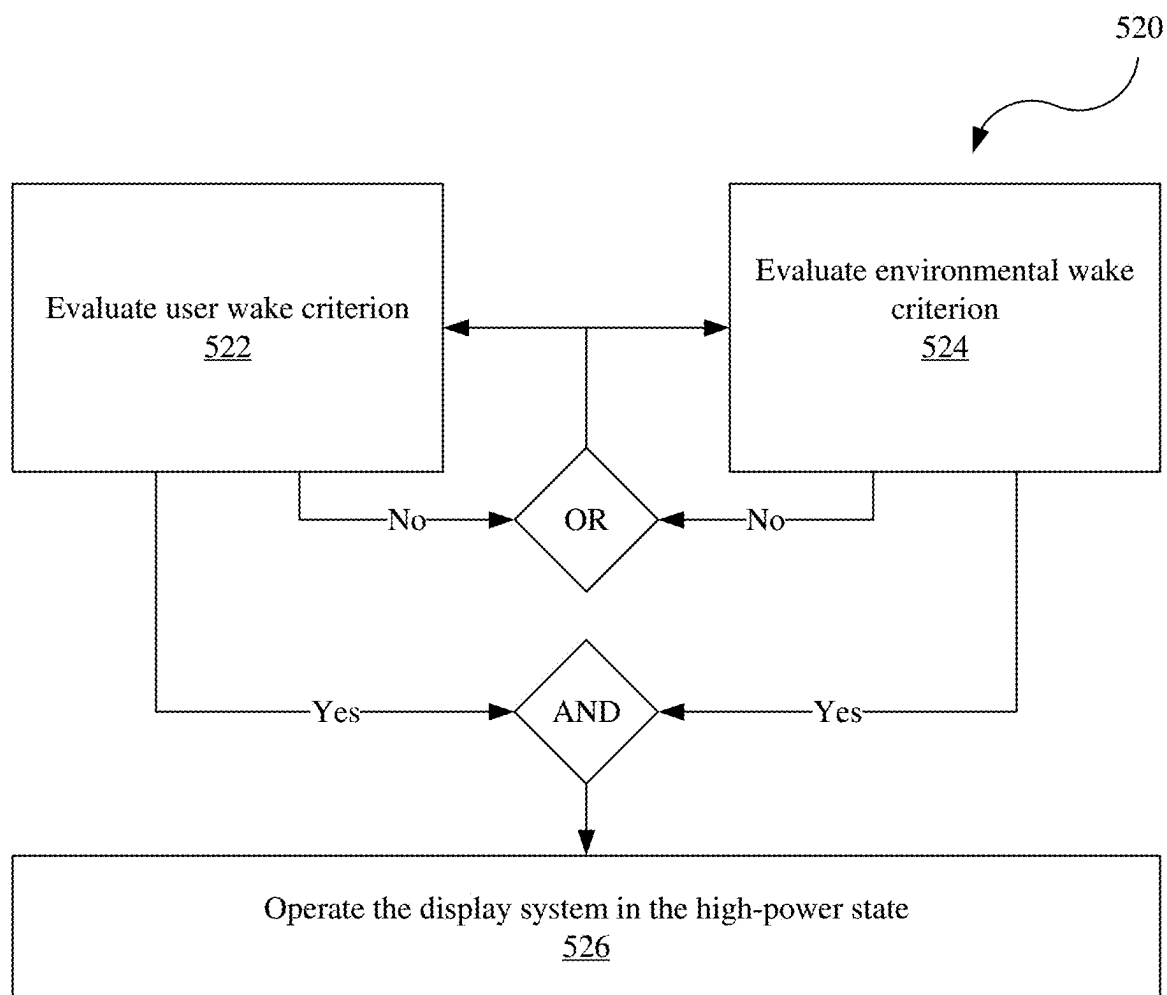 520
Evaluate user wake criterion
522
Evaluate environmental wake
criterion
524
No
OR
No
Yes
AND
Yes
Operate the display system in the high-power state
526